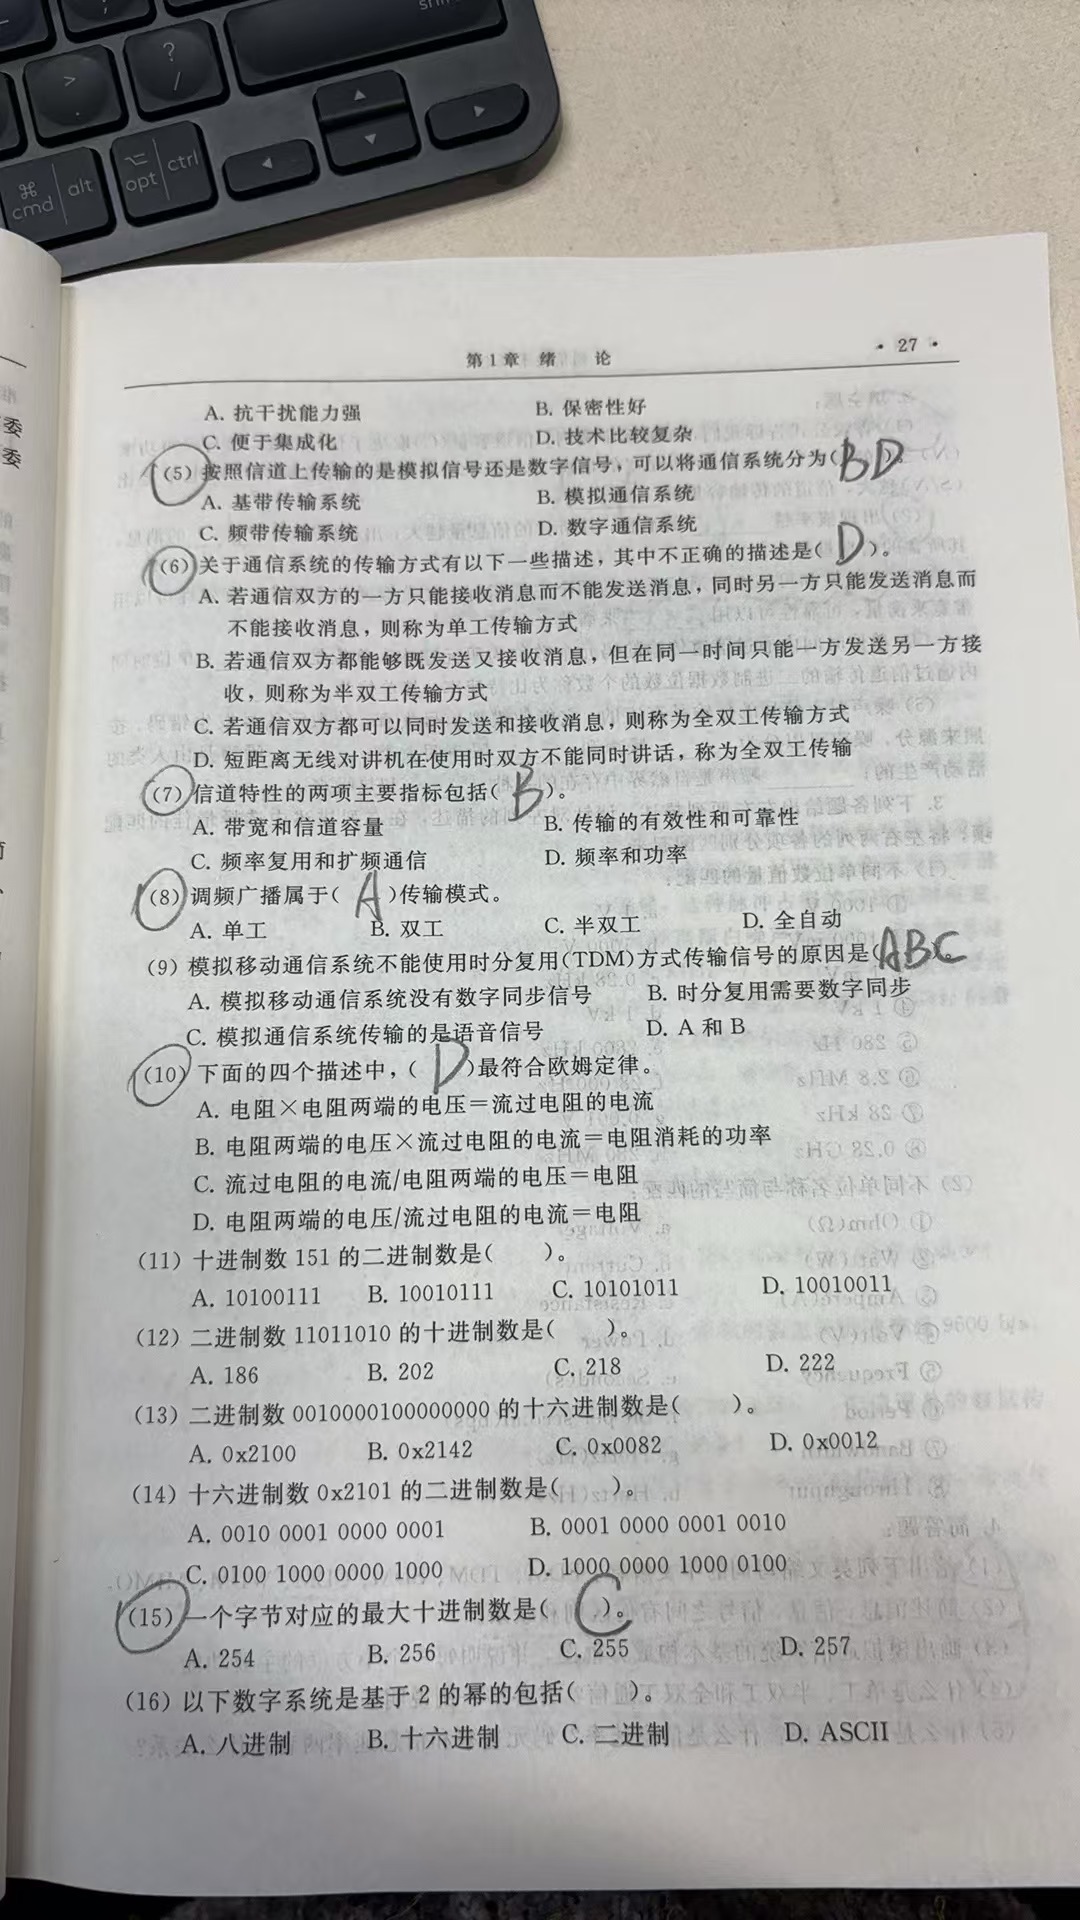 shift
?
/
>
.
;
⌘
cmd
alt
⌥
opt
ctrl
第1章 绪 论
· 27 ·
委
委
A. 抗干扰能力强 B. 保密性好
C. 便于集成化 D. 技术比较复杂
(5) 按照信道上传输的是模拟信号还是数字信号，可以将通信系统分为( BD )。
A. 基带传输系统 B. 模拟通信系统
C. 频带传输系统 D. 数字通信系统
(6) 关于通信系统的传输方式有以下一些描述，其中不正确的描述是( D )。
A. 若通信双方的一方只能接收消息而不能发送消息，同时另一方只能发送消息而
不能接收消息，则称为单工传输方式
B. 若通信双方都能够既发送又接收消息，但在同一时间只能一方发送另一方接
收，则称为半双工传输方式
C. 若通信双方都可以同时发送和接收消息，则称为全双工传输方式
D. 短距离无线对讲机在使用时双方不能同时讲话，称为全双工传输
(7) 信道特性的两项主要指标包括( B )。
A. 带宽和信道容量 B. 传输的有效性和可靠性
C. 频率复用和扩频通信 D. 频率和功率
(8) 调频广播属于( A )传输模式。
A. 单工 B. 双工 C. 半双工 D. 全自动
(9) 模拟移动通信系统不能使用时分复用(TDM)方式传输信号的原因是( ABC
A. 模拟移动通信系统没有数字同步信号 B. 时分复用需要数字同步
C. 模拟通信系统传输的是语音信号 D. A 和 B
(10) 下面的四个描述中，( D )最符合欧姆定律。
A. 电阻×电阻两端的电压＝流过电阻的电流
B. 电阻两端的电压×流过电阻的电流＝电阻消耗的功率
C. 流过电阻的电流/电阻两端的电压＝电阻
D. 电阻两端的电压/流过电阻的电流＝电阻
(11) 十进制数 151 的二进制数是( )。
A. 10100111 B. 10010111 C. 10101011 D. 10010011
(12) 二进制数 11011010 的十进制数是( )。
A. 186 B. 202 C. 218 D. 222
(13) 二进制数 0010000100000000 的十六进制数是( )。
A. 0x2100 B. 0x2142 C. 0x0082 D. 0x0012
(14) 十六进制数 0x2101 的二进制数是( )。
A. 0010 0001 0000 0001 B. 0001 0000 0001 0010
C. 0100 1000 0000 1000 D. 1000 0000 1000 0100
(15) 一个字节对应的最大十进制数是( C )。
A. 254 B. 256 C. 255 D. 257
(16) 以下数字系统是基于 2 的幂的包括( )。
A. 八进制 B. 十六进制 C. 二进制 D. ASCII